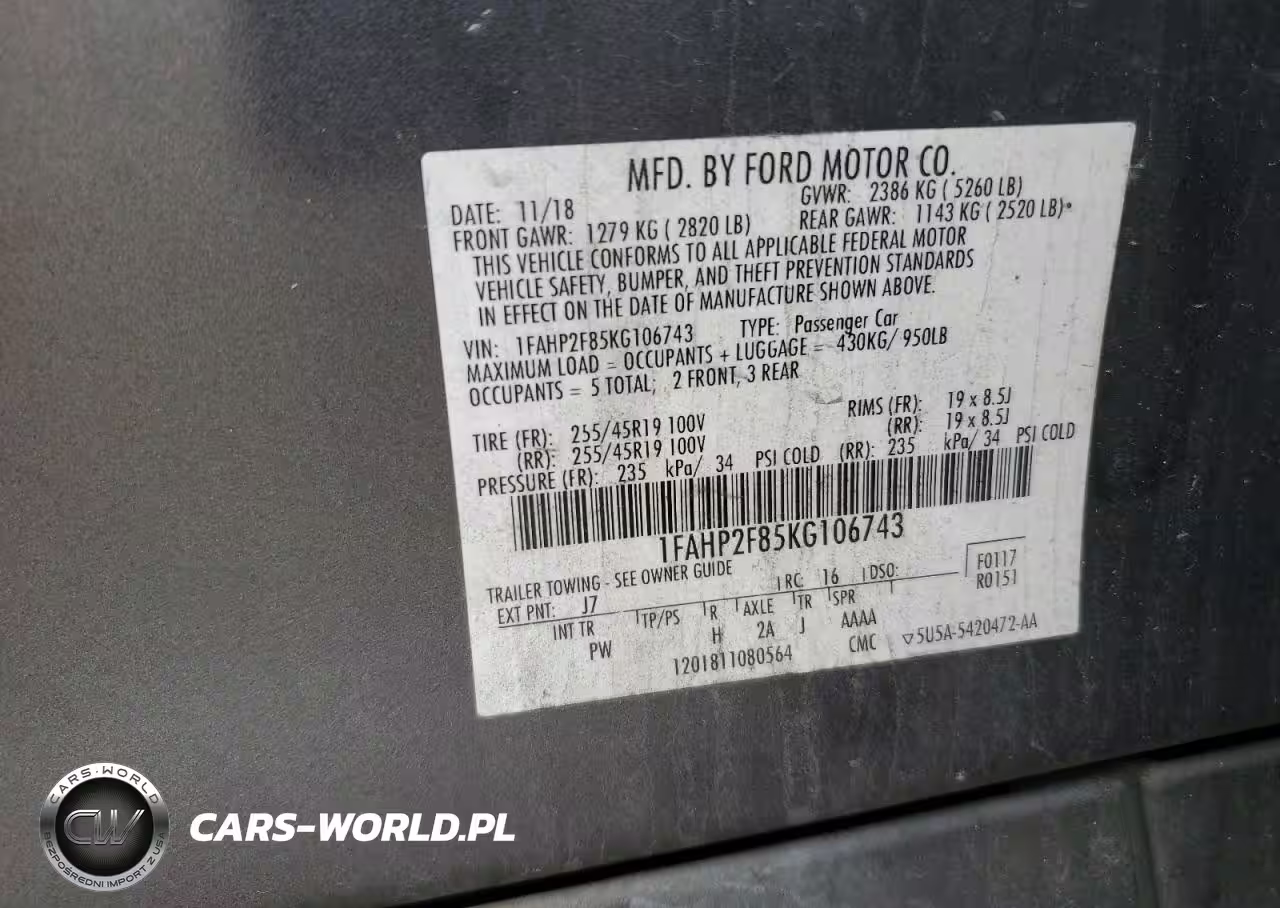 MFD. BY FORD MOTOR CO.
DATE: 11/18 GVWR: 2386 KG ( 5260 LB)
FRONT GAWR: 1279 KG ( 2820 LB) REAR GAWR: 1143 KG ( 2520 LB)*
THIS VEHICLE CONFORMS TO ALL APPLICABLE FEDERAL MOTOR
VEHICLE SAFETY, BUMPER, AND THEFT PREVENTION STANDARDS
IN EFFECT ON THE DATE OF MANUFACTURE SHOWN ABOVE.
VIN: 1FAHP2F85KG106743 TYPE: Passenger Car
MAXIMUM LOAD = OCCUPANTS + LUGGAGE = 430KG/ 950LB
OCCUPANTS = 5 TOTAL; 2 FRONT, 3 REAR
TIRE (FR): 255/45R19 100V RIMS (FR): 19 x 8.5J
(RR): 255/45R19 100V (RR): 19 x 8.5J
PRESSURE (FR): 235 kPa/ 34 PSI COLD (RR): 235 kPa/ 34 PSI COLD
1FAHP2F85KG106743
TRAILER TOWING - SEE OWNER GUIDE
EXT PNT: J7 RC: 16 DSO: F0117
R0151
INT TR TP/PS R AXLE TR SPR
PW H 2A J AAAA
1201811080564 CMC ▽5U5A-5420472-AA
CARS-WORLD
CW
BEZPOŚREDNI IMPORT Z USA
CARS-WORLD.PL